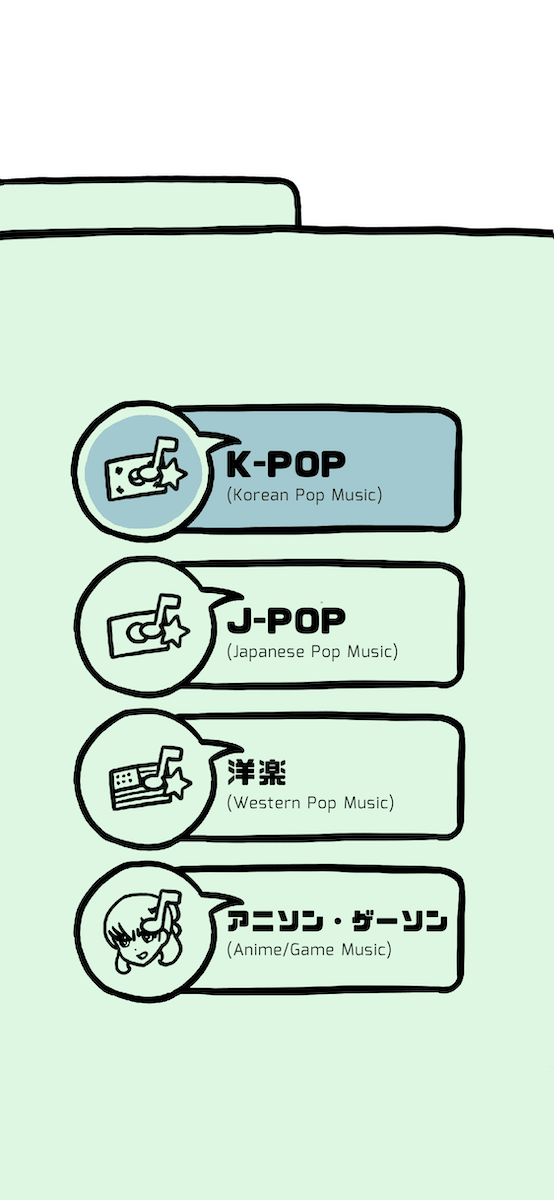 K-POP
(Korean Pop Music)
J-POP
(Japanese Pop Music)
洋楽
(Western Pop Music)
アニソン・ゲーソン
(Anime/Game Music)